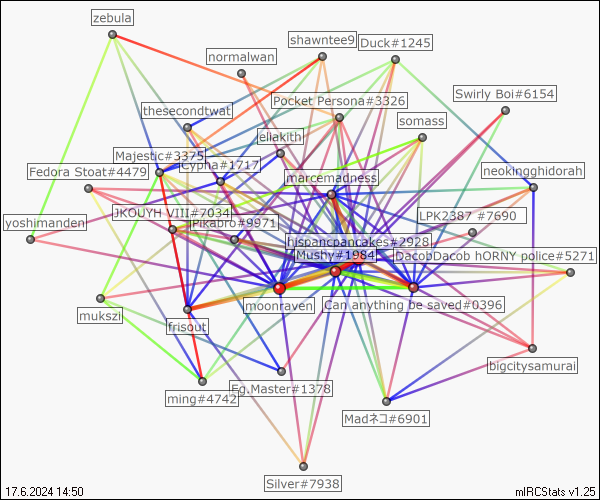 zebula
shawntee9
Duck#1245
normalwan
Swirly Boi#6154
Pocket Persona#3326
thesecondtwat
somass
ellakith
Majestic#3375
Cypha#1717
neokingghidorah
Fedora Stoat#4479
marcemadness
JKOUYH VIII#7034
LPK2387 #7690
yoshimanden
Pikabro#9971
hispancpancakes#2928
Mushy#1984
DacobDacob hORNY police#5271
moonraven
Can anything be saved#0396
mukszi
frisout
bigcitysamurai
Fg.Master#1378
ming#4742
Madネコ#6901
Silver#7938
17.6.2024 14:50
mIRCStats v1.25